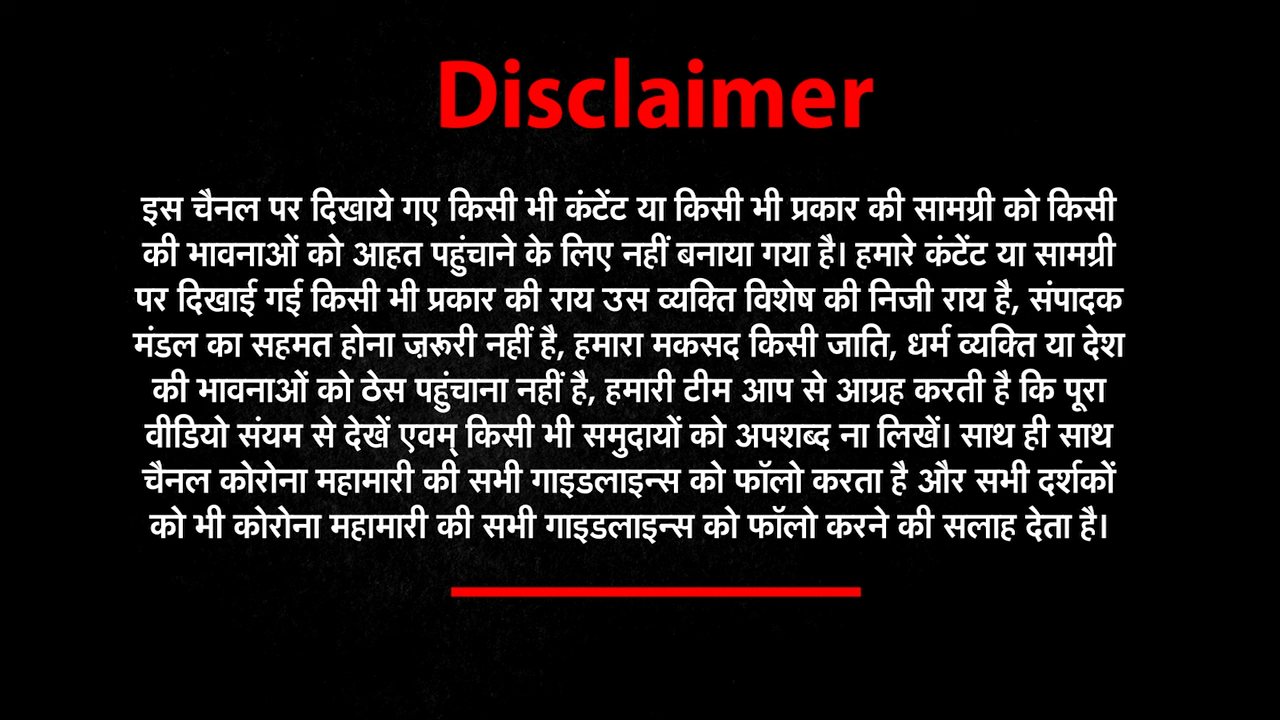 Disclaimer
इस चैनल पर दिखाये गए किसी भी कंटेंट या किसी भी प्रकार की सामग्री को किसी
की भावनाओं को आहत पहुंचाने के लिए नहीं बनाया गया है। हमारे कंटेंट या सामग्री
पर दिखाई गई किसी भी प्रकार की राय उस व्यक्ति विशेष की निजी राय है, संपादक
मंडल का सहमत होना ज़रूरी नहीं है, हमारा मकसद किसी जाति, धर्म व्यक्ति या देश
की भावनाओं को ठेस पहुंचाना नहीं है, हमारी टीम आप से आग्रह करती है कि पूरा
वीडियो संयम से देखें एवम् किसी भी समुदायों को अपशब्द ना लिखें। साथ ही साथ
चैनल कोरोना महामारी की सभी गाइडलाइन्स को फॉलो करता है और सभी दर्शकों
को भी कोरोना महामारी की सभी गाइडलाइन्स को फॉलो करने की सलाह देता है।